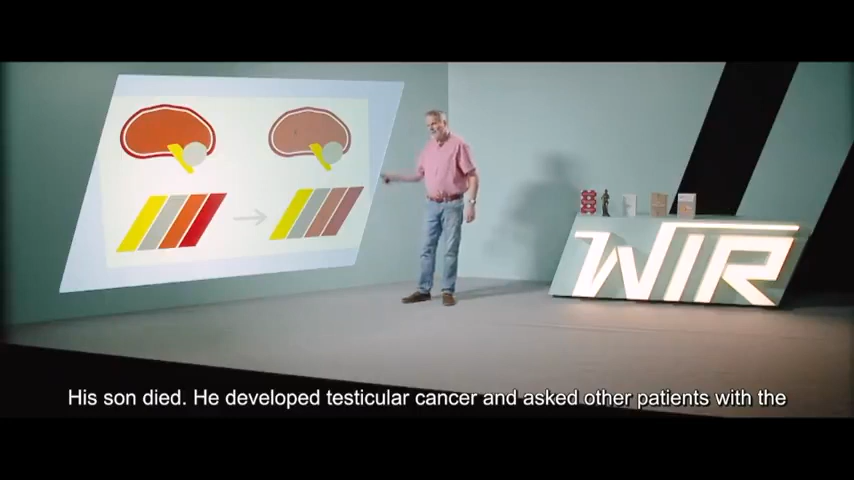 WIR
His son died. He developed testicular cancer and asked other patients with the